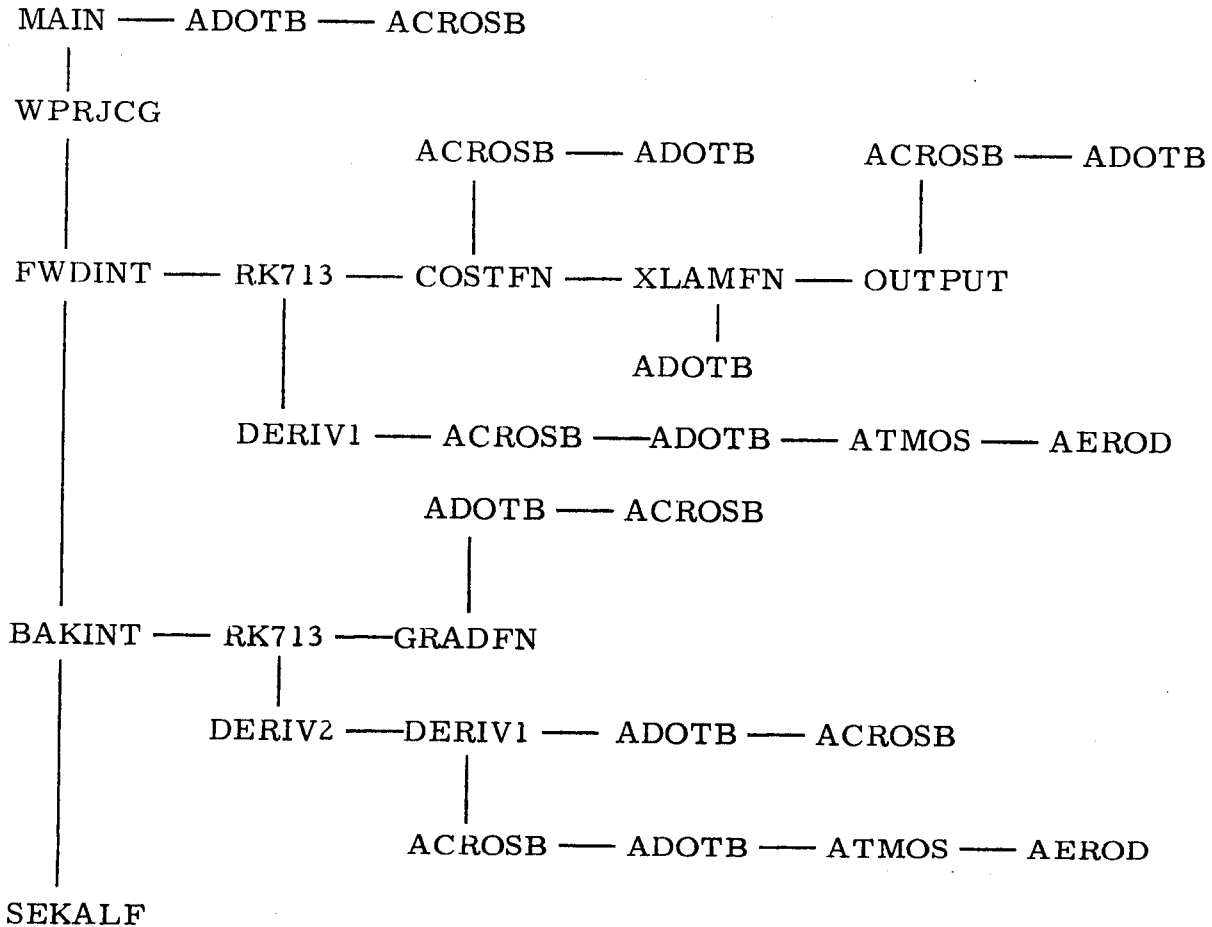 MAIN ADOTB ACROSB
WPRJCG
ACROSB ADOTB ACROSB ADOTB
FWDINT RK713 COSTFN XLAMFN OUTPUT
ADOTB
DERIV1 ACROSB ADOTB ATMOS AEROD
ADOTB ACROSB
BAKINT RK713 GRADFN
DERIV2 DERIV1 ADOTB ACROSB
ACROSB ADOTB ATMOS AEROD
SEKALF